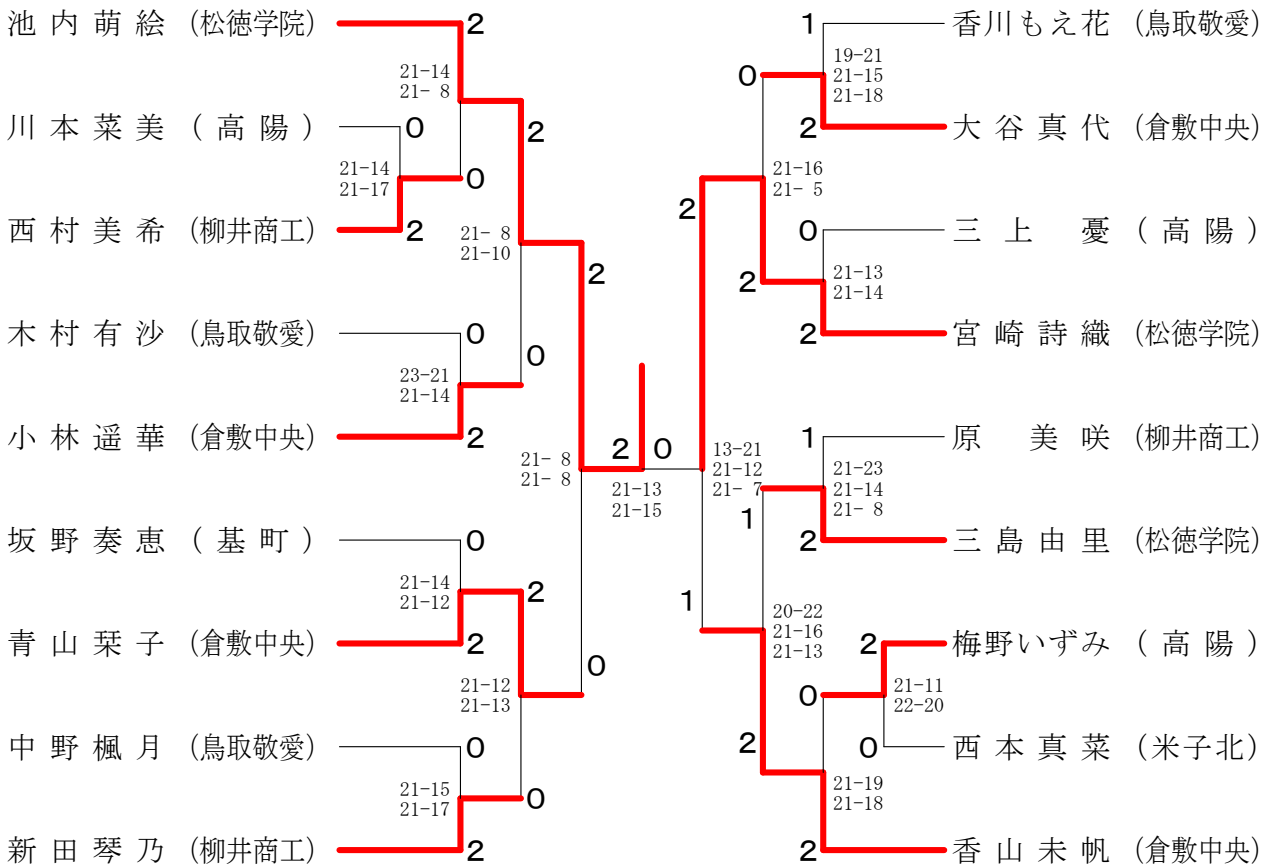 池内萌絵 (松徳学院) 2
21-14
21- 8
川本菜美 (高陽) 0
2
21-14
21-17
0
西村美希 (柳井商工) 2
21- 8
21-10
2
木村有沙 (鳥取敬愛) 0
0
23-21
21-14
小林遥華 (倉敷中央) 2
21- 8
21- 8
2 0
21-13
21-15
坂野奏恵 (基町) 0
21-14
21-12
2
青山栞子 (倉敷中央) 2
0
21-12
21-13
中野楓月 (鳥取敬愛) 0
21-15
21-17
0
新田琴乃 (柳井商工) 2
1 香川もえ花 (鳥取敬愛)
19-21
21-15
21-18
0
2 大谷真代 (倉敷中央)
21-16
21- 5
2
0 三上憂 (高陽)
21-13
21-14
2
2 宮崎詩織 (松徳学院)
1 原美咲 (柳井商工)
13-21
21-12
21- 7
21-23
21-14
21- 8
1
2 三島由里 (松徳学院)
1
20-22
21-16
21-13
2 梅野いずみ (高陽)
21-11
22-20
0
2
0 西本真菜 (米子北)
21-19
21-18
2 香山未帆 (倉敷中央)